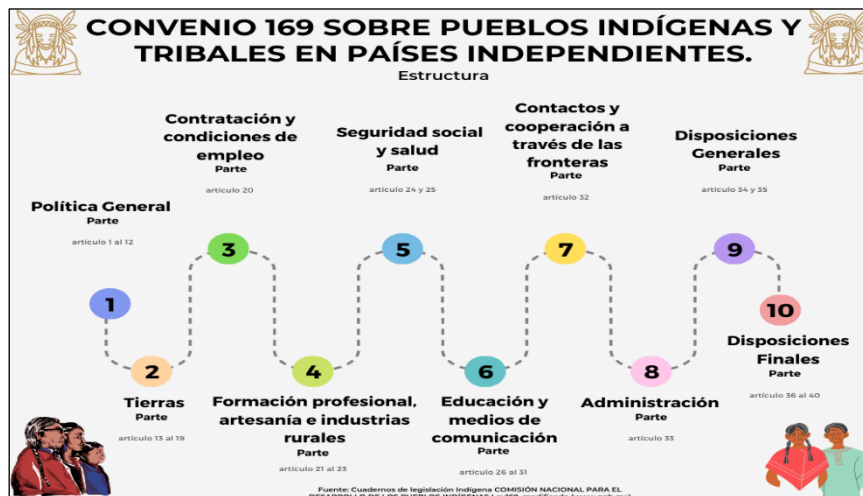 CONVENIO 169 SOBRE PUEBLOS INDÍGENAS Y
TRIBALES EN PAÍSES INDEPENDIENTES.
Estructura
Política General
Parte
artículo 1 al 12
1
2
Tierras
Parte
artículo 13 al 19
Contratación y
condiciones de
empleo
Parte
artículo 20
3
4
Formación profesional,
artesanía e industrias
rurales
Parte
artículo 21 al 23
Seguridad social
y salud
Parte
artículo 24 y 25
5
6
Educación y
medios de
comunicación
Parte
artículo 26 al 31
Contactos y
cooperación a
través de las
fronteras
Parte
artículo 32
7
8
Administración
Parte
artículo 33
Disposiciones
Generales
Parte
artículo 34 y 35
9
10
Disposiciones
Finales
Parte
artículo 36 al 40
Fuente: Cuadernos de legislación Indígena COMISIÓN NACIONAL PARA EL
DESARROLLO DE LOS PUEBLOS INDÍGENAS